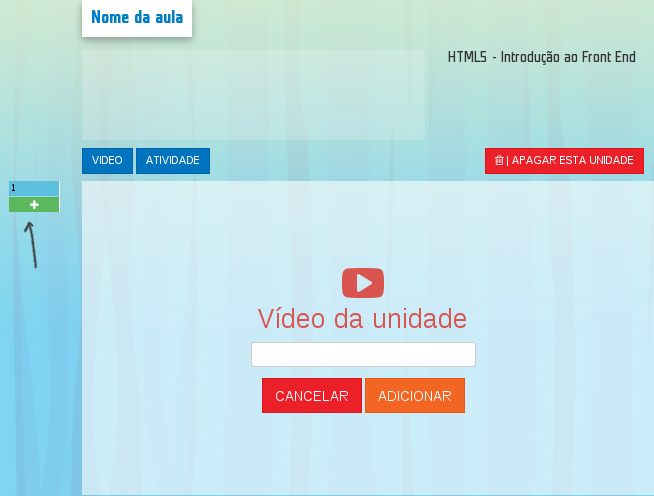 Nome da aula
HTML5 - Introdução ao Front End
VIDEO
ATIVIDADE
| APAGAR ESTA UNIDADE
1
Vídeo da unidade
CANCELAR
ADICIONAR